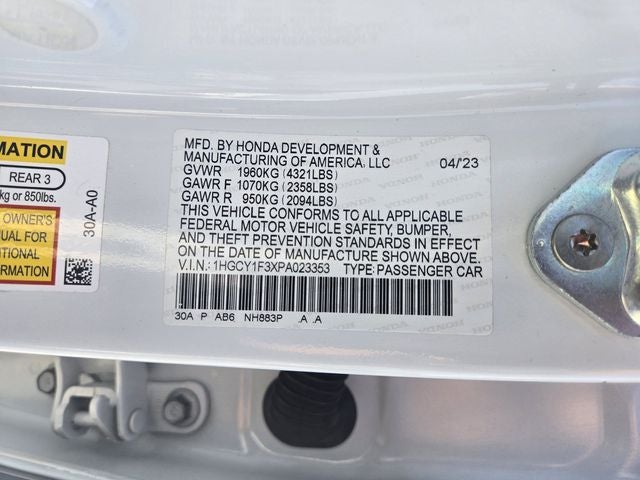 MFD. BY HONDA DEVELOPMENT &
MANUFACTURING OF AMERICA, LLC 04/'23
GVWR 1960KG (4321LBS)
GAWR F 1070KG (2358LBS)
GAWR R 950KG (2094LBS)
THIS VEHICLE CONFORMS TO ALL APPLICABLE
FEDERAL MOTOR VEHICLE SAFETY, BUMPER,
AND THEFT PREVENTION STANDARDS IN EFFECT
ON THE DATE OF MANUFACTURE SHOWN ABOVE.
V.I.N.: 1HGCY1F3XPA023353 TYPE: PASSENGER CAR
30A P AB6 NH883P .A .A
MATION
REAR 3
kg or 850lbs.
OWNER'S
UAL FOR
ITIONAL
RMATION
30A-A0